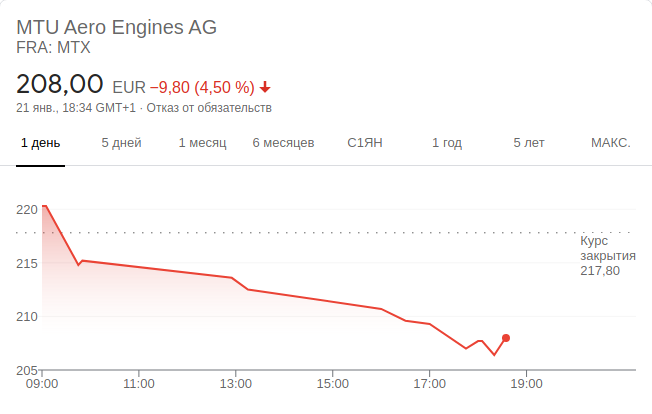 MTU Aero Engines AG
FRA: MTX
208,00 EUR −9,80 (4,50 %)
21 янв., 18:34 GMT+1 · Отказ от обязательств
1 день 5 дней 1 месяц 6 месяцев С1ЯН 1 год 5 лет МАКС.
220
Курс
закрытия
217,80
215
210
205
09:00 11:00 13:00 15:00 17:00 19:00